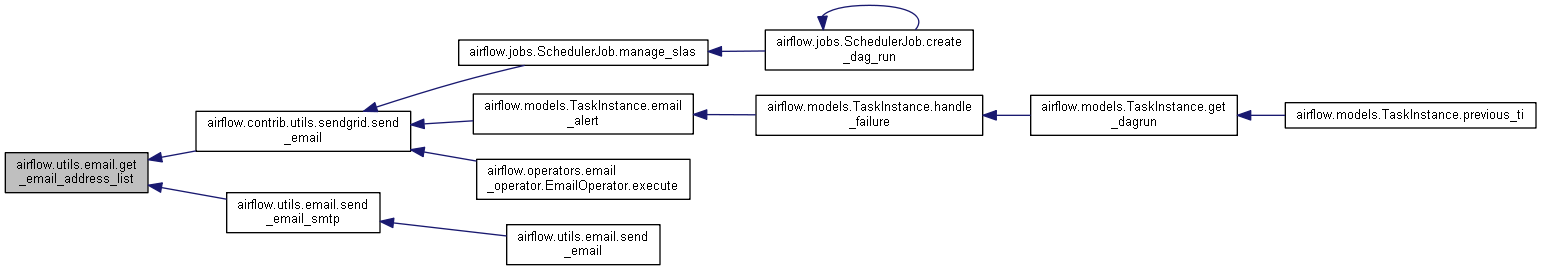 airflow.jobs.SchedulerJob.create
_dag_run
airflow.jobs.SchedulerJob.manage_slas
airflow.models.TaskInstance.email
_alert
airflow.models.TaskInstance.handle
_failure
airflow.models.TaskInstance.get
_dagrun
airflow.models.TaskInstance.previous_ti
airflow.contrib.utils.sendgrid.send
_email
airflow.utils.email.get
_email_address_list
airflow.operators.email
_operator.EmailOperator.execute
airflow.utils.email.send
_email_smtp
airflow.utils.email.send
_email